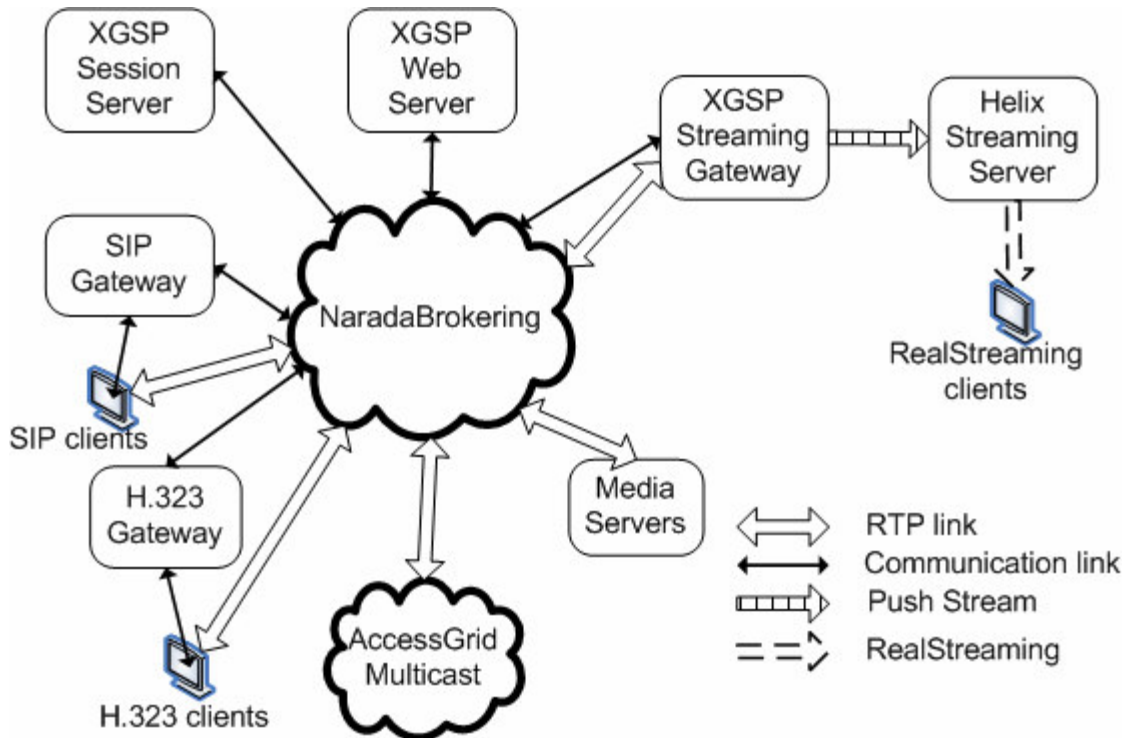 XGSP
Session
Server
XGSP
Web
Server
XGSP
Streaming
Gateway
Helix
Streaming
Server
SIP
Gateway
NaradaBrokering
RealStreaming
clients
SIP clients
H.323
Gateway
Media
Servers
AccessGrid
Multicast
H.323 clients
RTP link
Communication link
Push Stream
RealStreaming